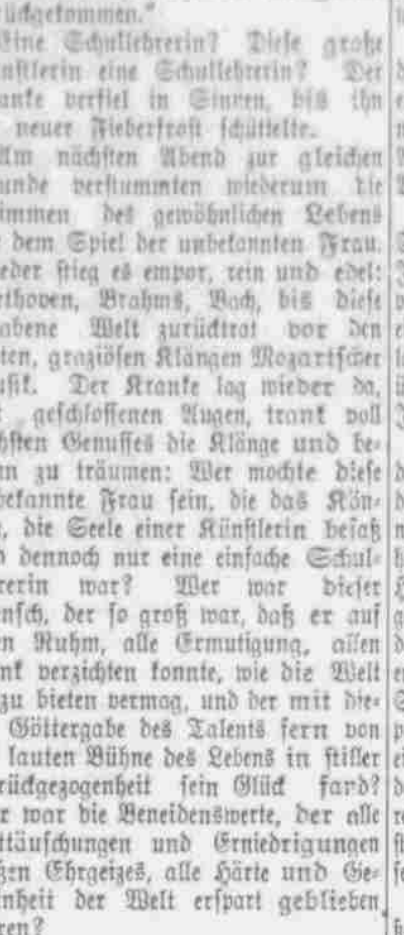 rückgekommen."
Eine Schullehrerin? Diese große
nstlerin eine Schullehrerin? Der
anke verfiel in Sinnen, bis ihn
neuer Fieberfrost schüttelte.
Am nächsten Abend zur gleichen
unde verstummten wiederum die
immen des gewöhnlichen Lebens
dem Spiel der unbekannten Frau.
ieder stieg es empor, rein und edel:
ethoven, Brahms, Bach, bis diese
abene Welt zurücktrat vor den
ten, graziösen Klängen Mozartscher
usik. Der Kranke lag wieder da,
t geschlossenen Augen, trank voll
chsten Genusses die Klänge und be-
nn zu träumen: Wer mochte diese
bekannte Frau sein, die das Kön-
, die Seele einer Künstlerin besaß
d dennoch nur eine einfache Schul-
rerin war? Wer war dieser
ensch, der so groß war, daß er auf
en Ruhm, alle Ermutigung, allen
nk verzichten konnte, wie die Welt
zu bieten vermag, und der mit die-
Göttergabe des Talents fern von
lauten Bühne des Lebens in stiller
rückgezogenheit sein Glück fand?
r war die Beneidenswerte, der alle
ttäuschungen und Erniedrigungen
ßen Ehrgeizes, alle Härte und Ge-
inheit der Welt erspart geblieben
ren?